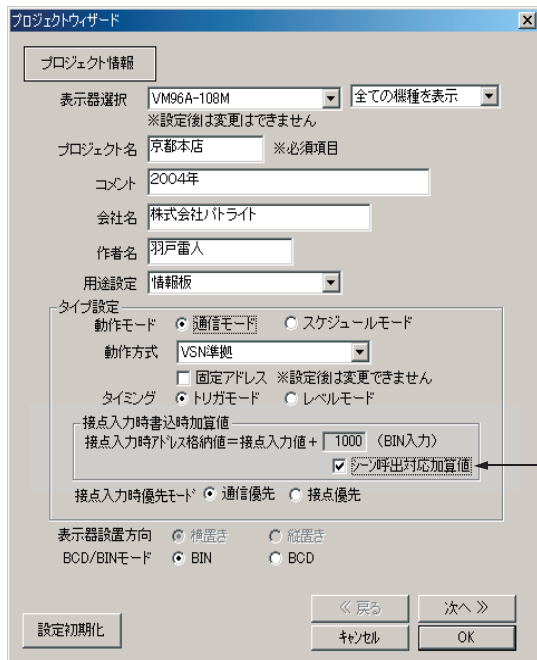 プロジェクトウィザード
プロジェクト情報
表示器選択 VM96A-108M 全ての機種を表示
※設定後は変更はできません
プロジェクト名 京都本店 ※必須項目
コメント 2004年
会社名 株式会社パトライト
作者名 羽戸雷人
用途設定 情報板
タイプ設定
動作モード 通信モード スケジュールモード
動作方式 VSN準拠
固定アドレス ※設定後は変更できません
タイミング トリガモード レベルモード
接点入力時書込時加算値
接点入力時アドレス格納値=接点入力値+ 1000 (BIN入力)
シーン呼出対応加算値
接点入力時優先モード 通信優先 接点優先
表示器設置方向 横置き 縦置き
BCD/BINモード BIN BCD
≪ 戻る 次へ ≫
設定初期化 キャンセル OK